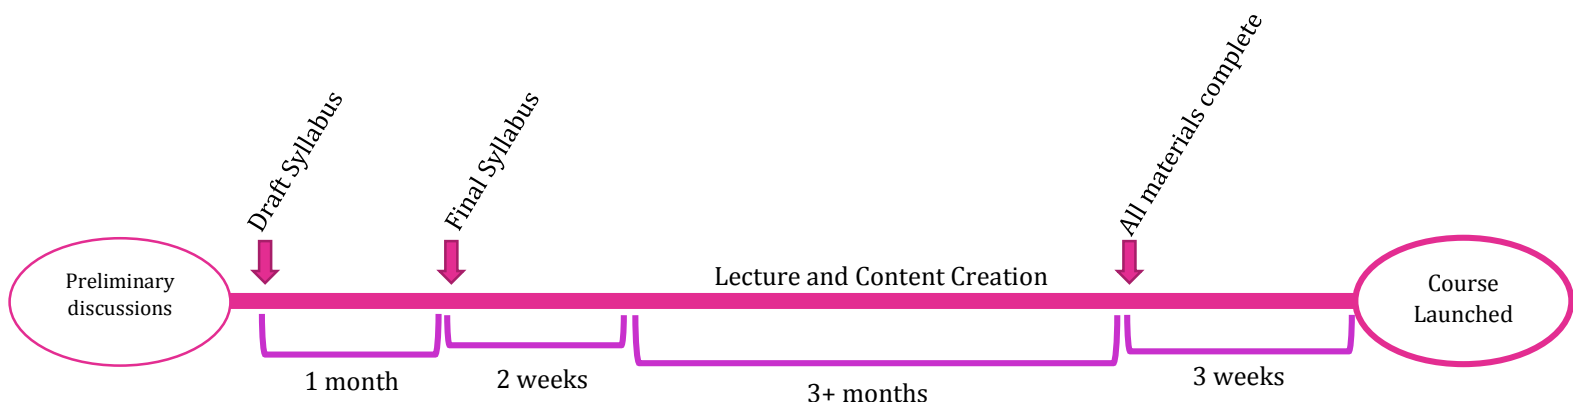 Draft Syllabus
Final Syllabus
All materials complete
Preliminary
discussions
Lecture and Content Creation
Course
Launched
1 month
2 weeks
3+ months
3 weeks